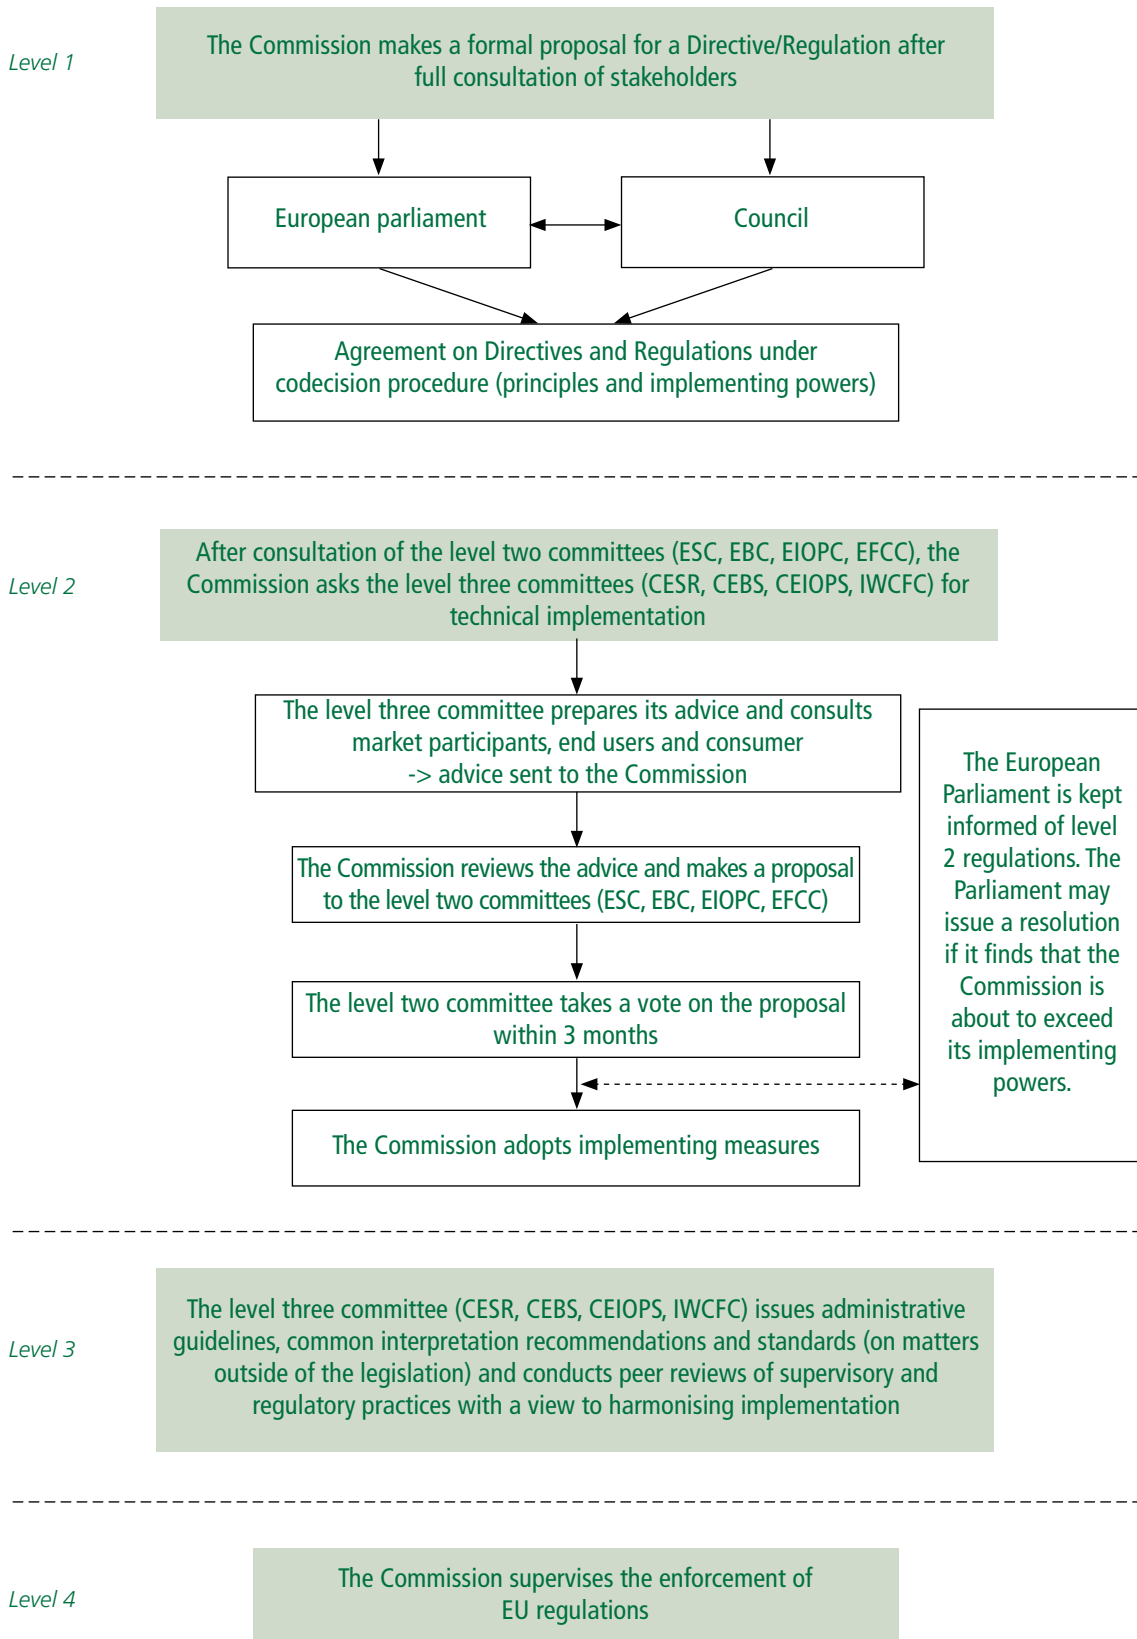 Level 1
The Commission makes a formal proposal for a Directive/Regulation after
full consultation of stakeholders
European parliament
Council
Agreement on Directives and Regulations under
codecision procedure (principles and implementing powers)
Level 2
After consultation of the level two committees (ESC, EBC, EIOPC, EFCC), the
Commission asks the level three committees (CESR, CEBS, CEIOPS, IWCFC) for
technical implementation
The level three committee prepares its advice and consults
market participants, end users and consumer
-> advice sent to the Commission
The Commission reviews the advice and makes a proposal
to the level two committees (ESC, EBC, EIOPC, EFCC)
The level two committee takes a vote on the proposal
within 3 months
The Commission adopts implementing measures
The European
Parliament is kept
informed of level
2 regulations. The
Parliament may
issue a resolution
if it finds that the
Commission is
about to exceed
its implementing
powers.
Level 3
The level three committee (CESR, CEBS, CEIOPS, IWCFC) issues administrative
guidelines, common interpretation recommendations and standards (on matters
outside of the legislation) and conducts peer reviews of supervisory and
regulatory practices with a view to harmonising implementation
Level 4
The Commission supervises the enforcement of
EU regulations